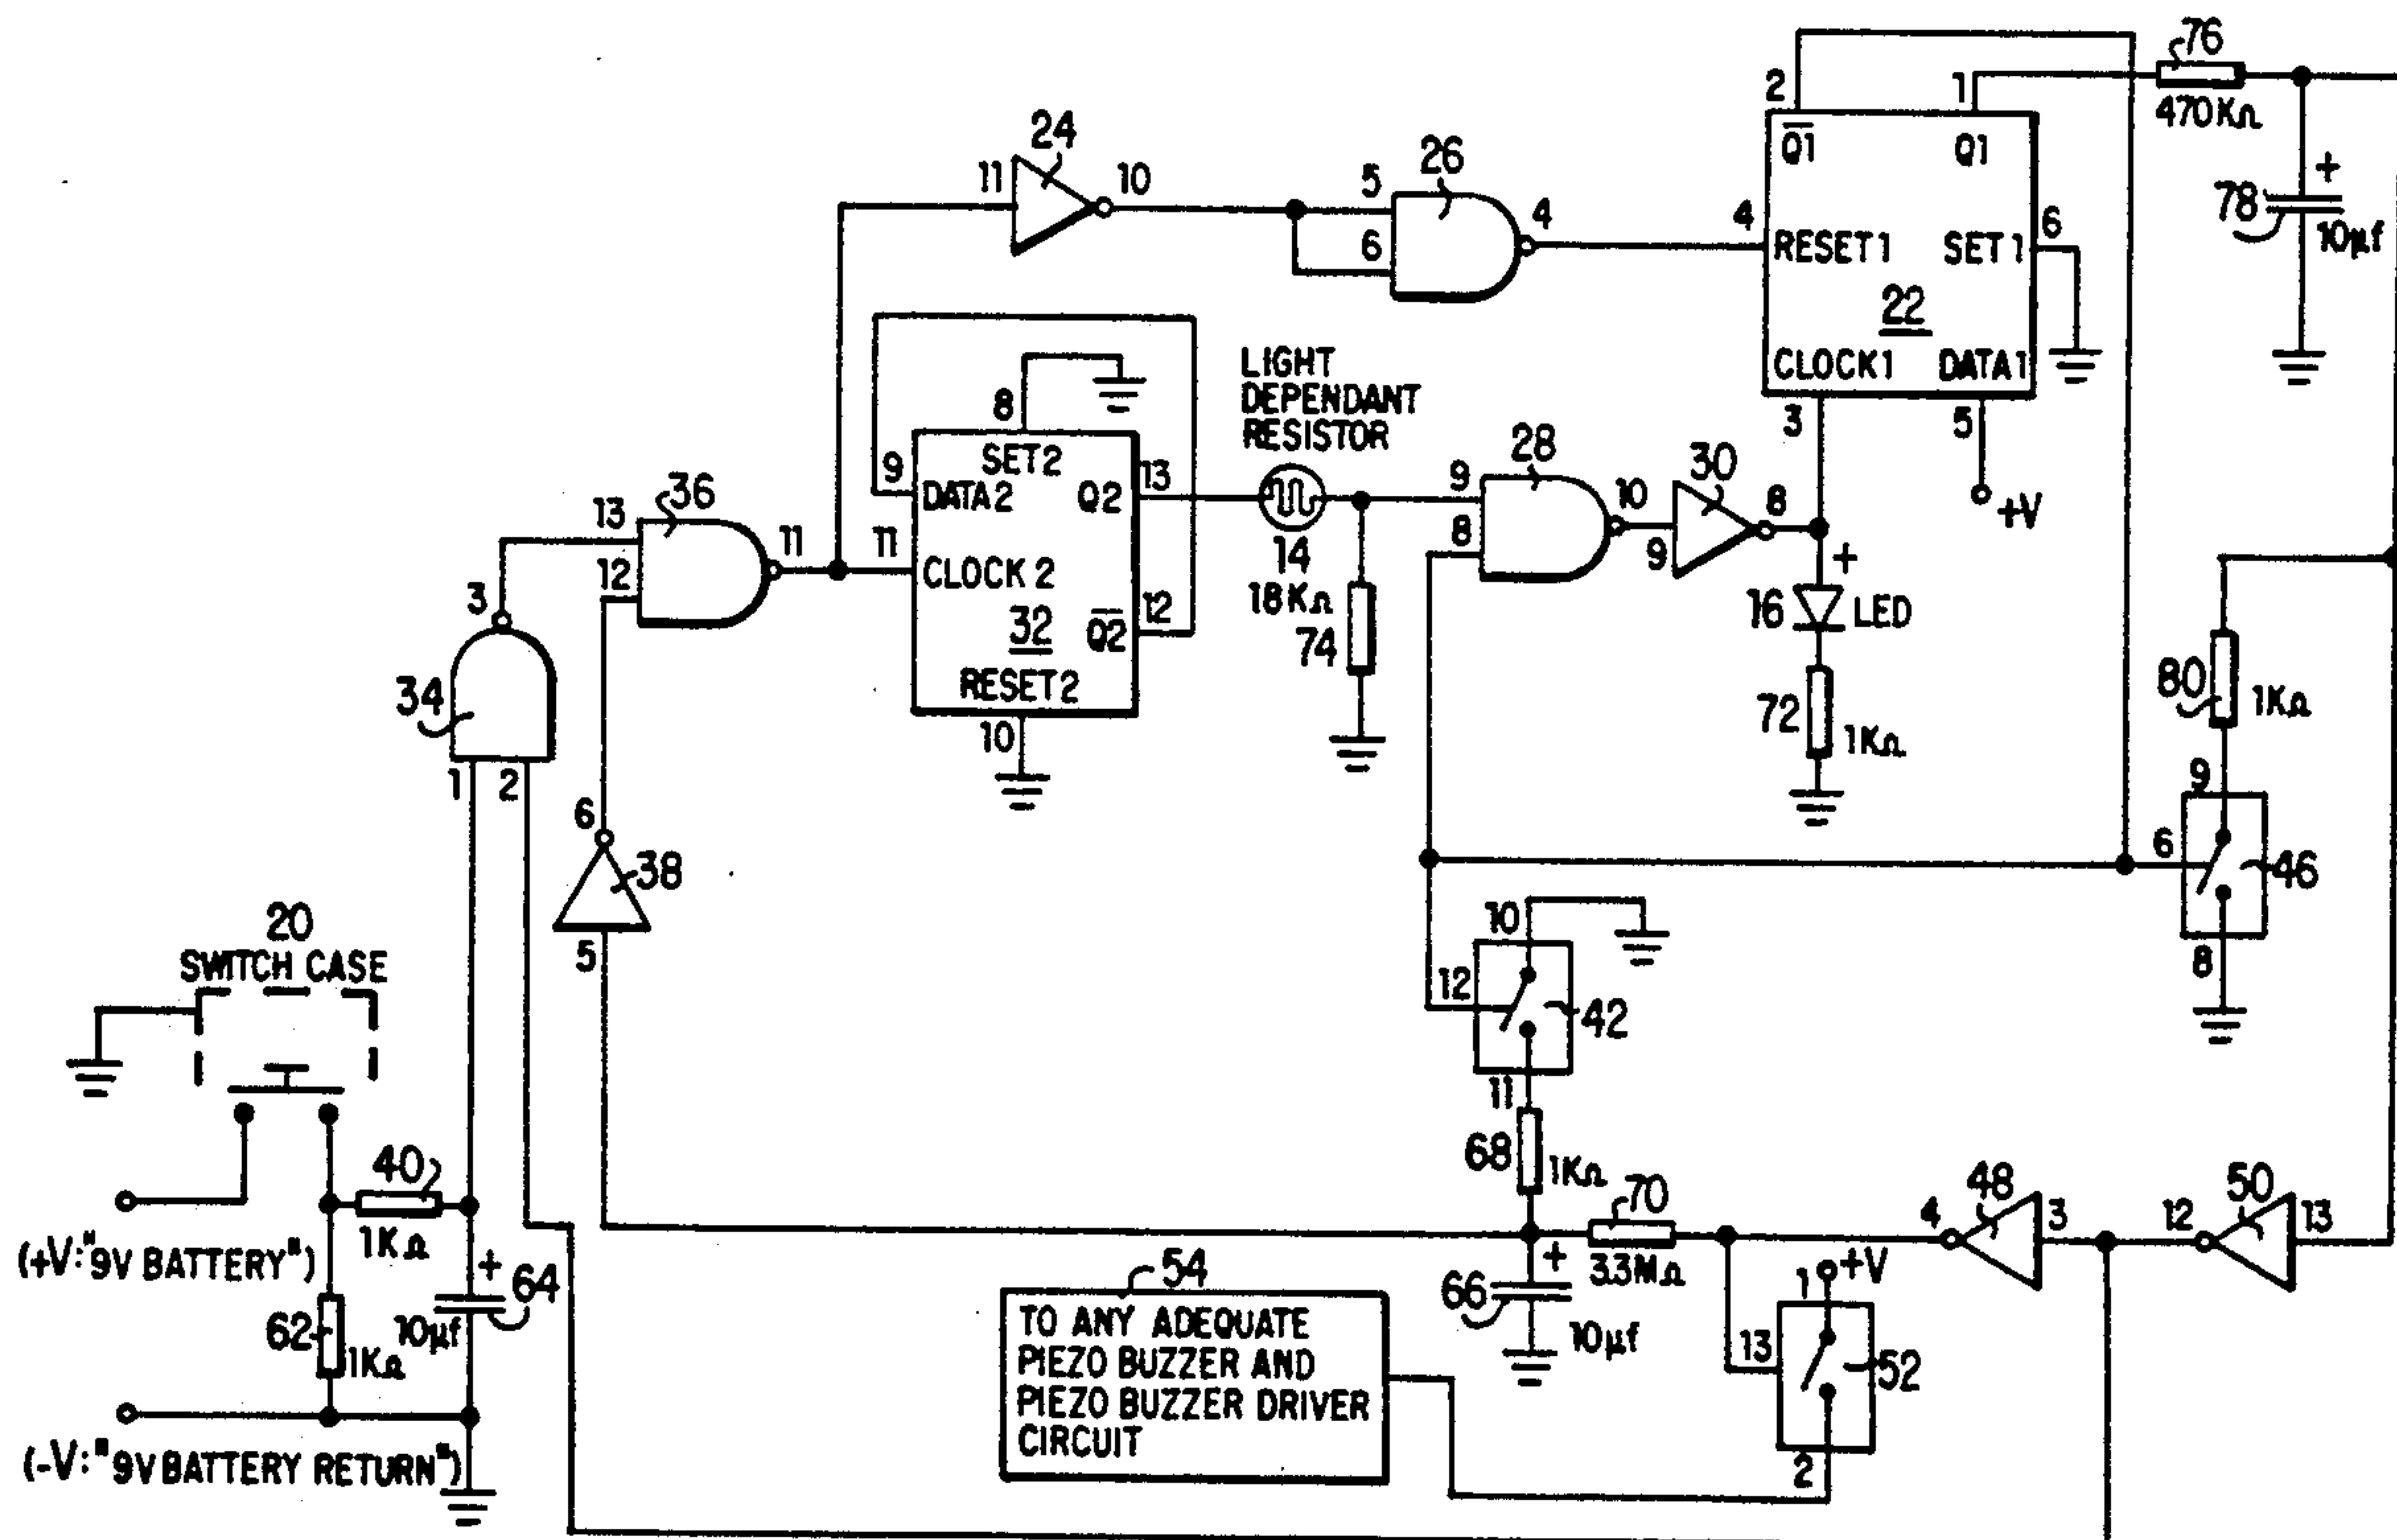 76
2
1
470KΩ
Q̅1̅
Q1
+
78
10µf
24
11
10
26
5
6
4
4
RESET1
SET1
6
22
CLOCK1
DATA1
3
5
+V
LIGHT
DEPENDANT
RESISTOR
8
SET2
9
DATA2
Q2
13
14
18KΩ
74
28
9
8
10
30
9
8
+
16
LED
72
1KΩ
36
13
12
11
11
CLOCK2
32
Q̅2̅
12
RESET2
10
3
34
1
2
6
38
5
80
1KΩ
9
6
46
8
10
12
42
11
68
1KΩ
20
SWITCH CASE
40
1KΩ
(+V:"9V BATTERY")
+
64
10µf
62
1KΩ
(-V:"9V BATTERY RETURN")
70
3.3MΩ
+
66
10µf
4
48
3
12
50
13
1
+V
13
52
2
54
TO ANY ADEQUATE
PIEZO BUZZER AND
PIEZO BUZZER DRIVER
CIRCUIT